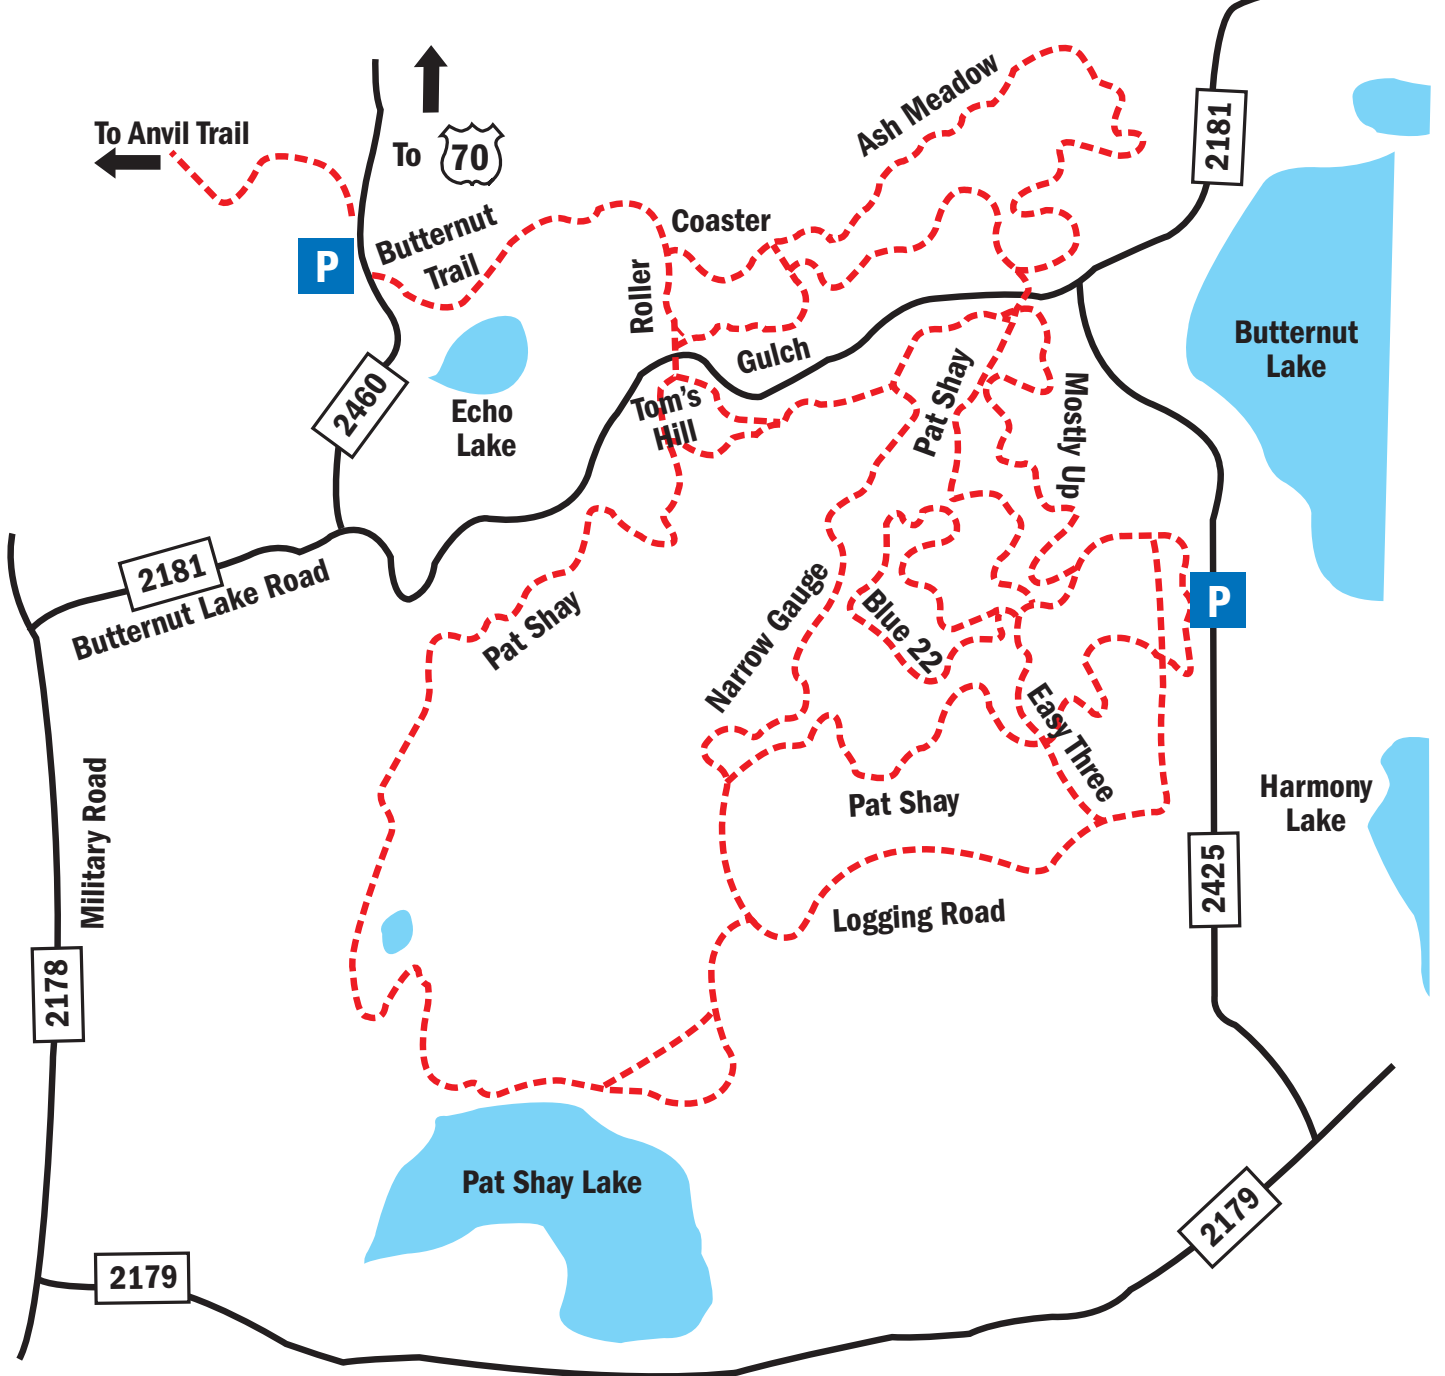 To Anvil Trail
To
70
2181
Ash Meadow
Butternut
Trail
Coaster
Roller
P
Gulch
Butternut
Lake
2460
Echo
Lake
Tom's
Hill
Pat Shay
Mostly Up
2181
Butternut Lake Road
Pat Shay
Narrow Gauge
Blue 22
P
Easy Three
Military Road
Pat Shay
Harmony
Lake
2425
Logging Road
2178
Pat Shay Lake
2179
2179